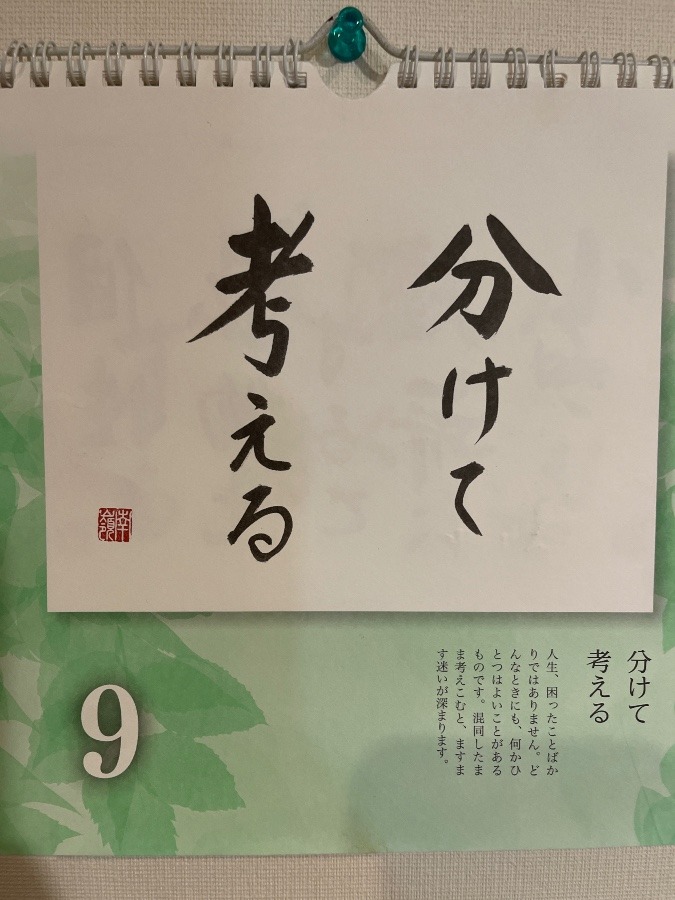 分けて
考える
南嶺
分けて
考える
人生、困ったことばか
りではありません。ど
んなときにも、何かひ
とつはよいことがある
ものです。混同したま
ま考えこむと、ますま
す迷いが深まります。
9